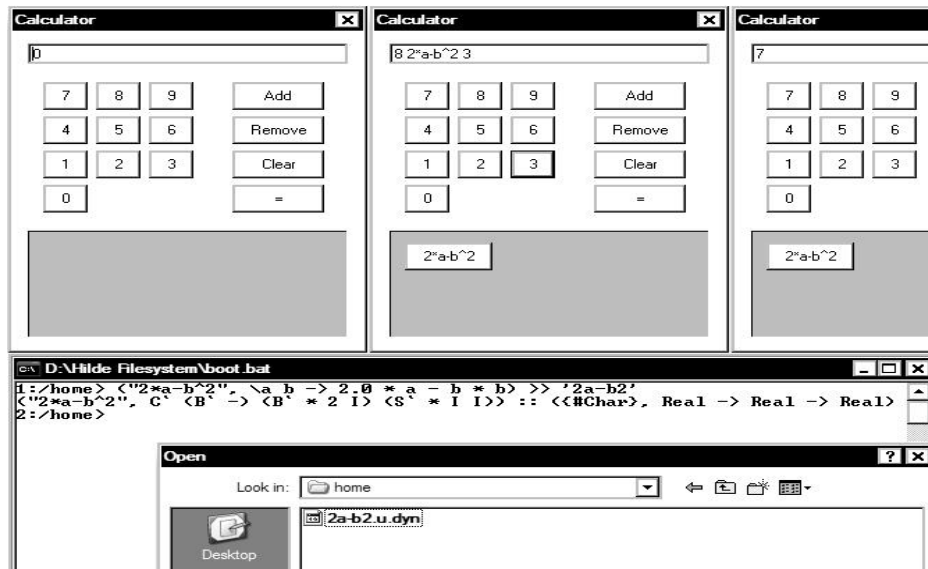 Calculator
0
7 8 9 Add
4 5 6 Remove
1 2 3 Clear
0 =
Calculator
8 2*a-b^2 3
7 8 9 Add
4 5 6 Remove
1 2 3 Clear
0 =
2*a-b^2
Calculator
7
7 8 9
4 5 6
1 2 3
0
2*a-b^2
D:\Hilde Filesystem\boot.bat
1:/home> ("2*a-b^2", \a b -> 2.0 * a - b * b) >> '2a-b2'
("2*a-b^2", C` (B` -) (B` * 2 I) (S` * I I)) :: ({#Char}, Real -> Real -> Real)
2:/home>
Open
Look in: home
Desktop
2a-b2.u.dyn